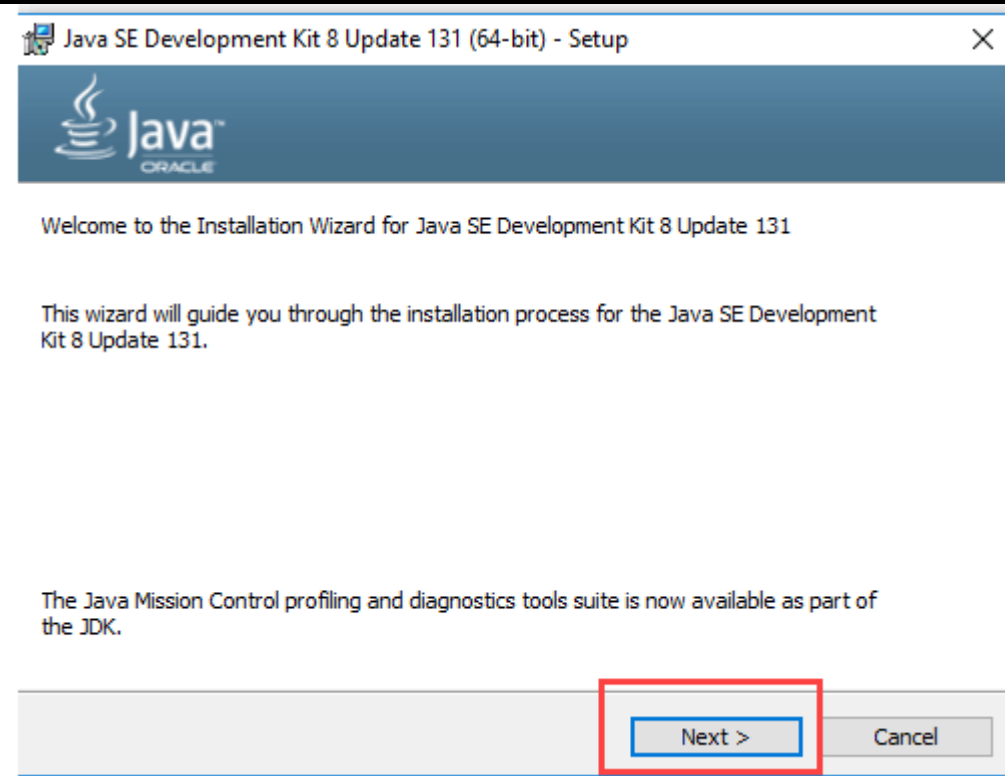 Java SE Development Kit 8 Update 131 (64-bit) - Setup
Java™
ORACLE
Welcome to the Installation Wizard for Java SE Development Kit 8 Update 131
This wizard will guide you through the installation process for the Java SE Development
Kit 8 Update 131.
The Java Mission Control profiling and diagnostics tools suite is now available as part of
the JDK.
Next > Cancel